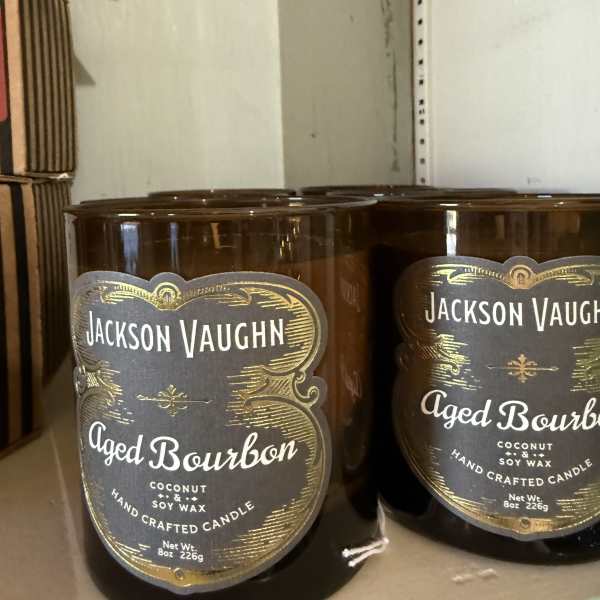 JACKSON VAUGHN
Aged Bourbon
COCONUT
&
SOY WAX
HAND CRAFTED CANDLE
Net Wt.
8oz 226g
JACKSON VAUGH
Aged Bourbo
COCONUT
&
SOY WAX
HAND CRAFTED CANDLE
Net Wt.
8oz 226g